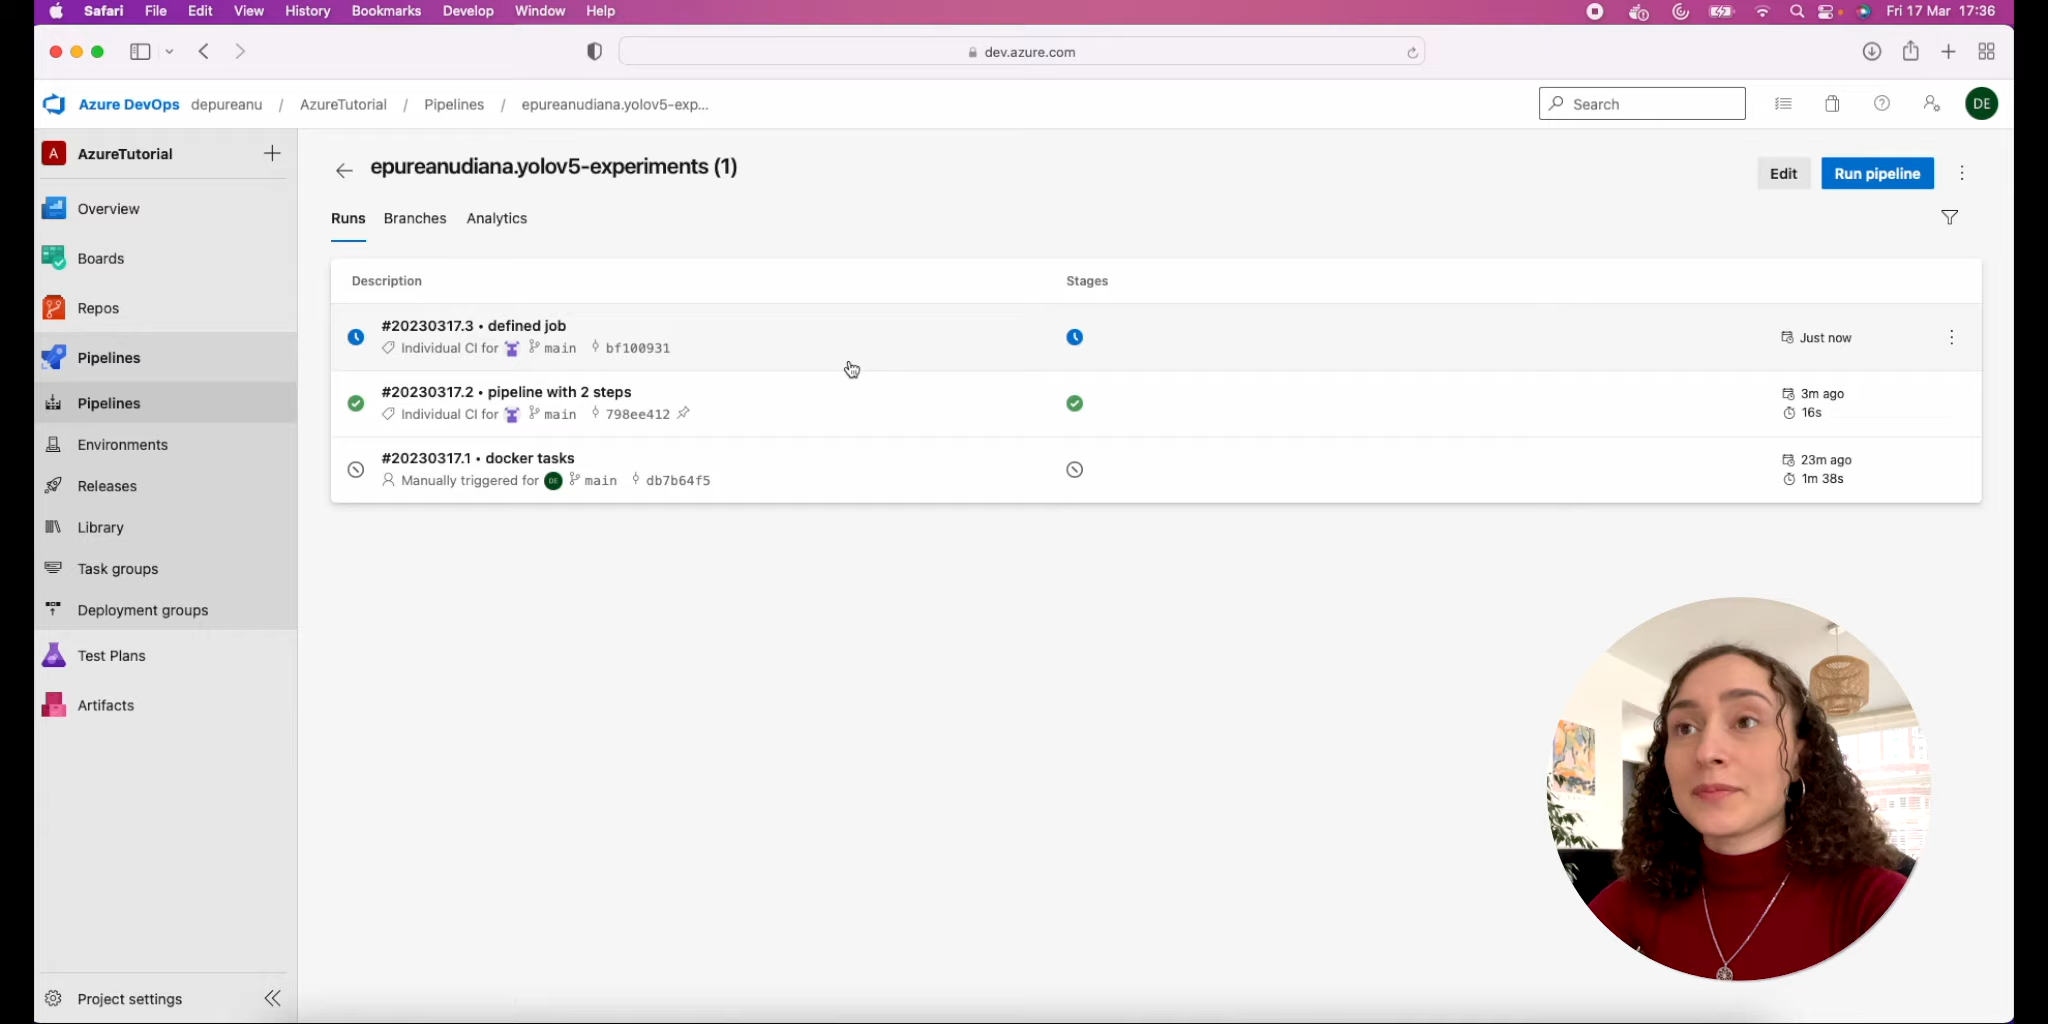 Safari File Edit View History Bookmarks Develop Window Help Fri 17 Mar 17:36
dev.azure.com
Azure DevOps depureanu / AzureTutorial / Pipelines / epureanudiana.yolov5-exp... Search DE
A AzureTutorial
epureanudiana.yolov5-experiments (1) Edit Run pipeline
Overview
Runs Branches Analytics
Boards
Description Stages
Repos
#20230317.3 • defined job
Individual CI for main bf100931 Just now
Pipelines
#20230317.2 • pipeline with 2 steps 3m ago
Individual CI for main 798ee412 16s
Pipelines
Environments
#20230317.1 • docker tasks 23m ago
Manually triggered for DE main db7b64f5 1m 38s
Releases
Library
Task groups
Deployment groups
Test Plans
Artifacts
Project settings